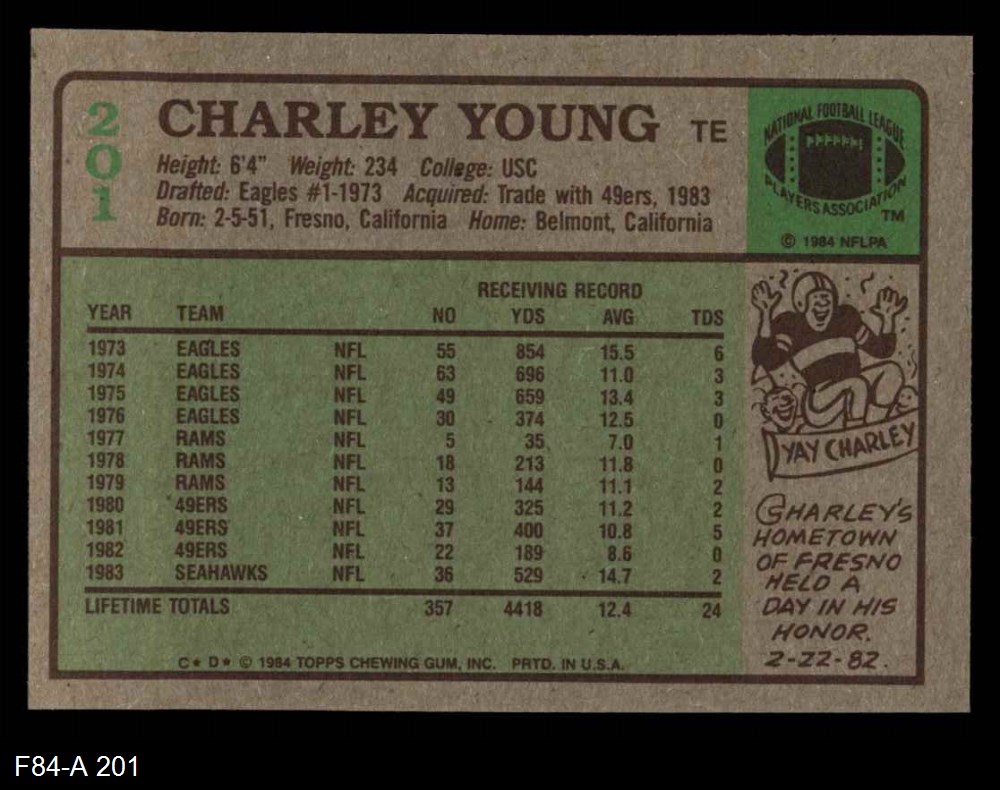 201
CHARLEY YOUNG TE
Height: 6'4" Weight: 234 College: USC
Drafted: Eagles #1-1973 Acquired: Trade with 49ers, 1983
Born: 2-5-51, Fresno, California Home: Belmont, California
NATIONAL FOOTBALL LEAGUE
PLAYERS ASSOCIATION
TM
© 1984 NFLPA
RECEIVING RECORD
YEAR TEAM NO YDS AVG TDS
1973 EAGLES NFL 55 854 15.5 6
1974 EAGLES NFL 63 696 11.0 3
1975 EAGLES NFL 49 659 13.4 3
1976 EAGLES NFL 30 374 12.5 0
1977 RAMS NFL 5 35 7.0 1
1978 RAMS NFL 18 213 11.8 0
1979 RAMS NFL 13 144 11.1 2
1980 49ERS NFL 29 325 11.2 2
1981 49ERS NFL 37 400 10.8 5
1982 49ERS NFL 22 189 8.6 0
1983 SEAHAWKS NFL 36 529 14.7 2
LIFETIME TOTALS 357 4418 12.4 24
C* D* © 1984 TOPPS CHEWING GUM, INC. PRTD. IN U.S.A.
YAY CHARLEY
CHARLEY'S
HOMETOWN
OF FRESNO
HELD A
DAY IN HIS
HONOR.
2-22-82.
F84-A 201